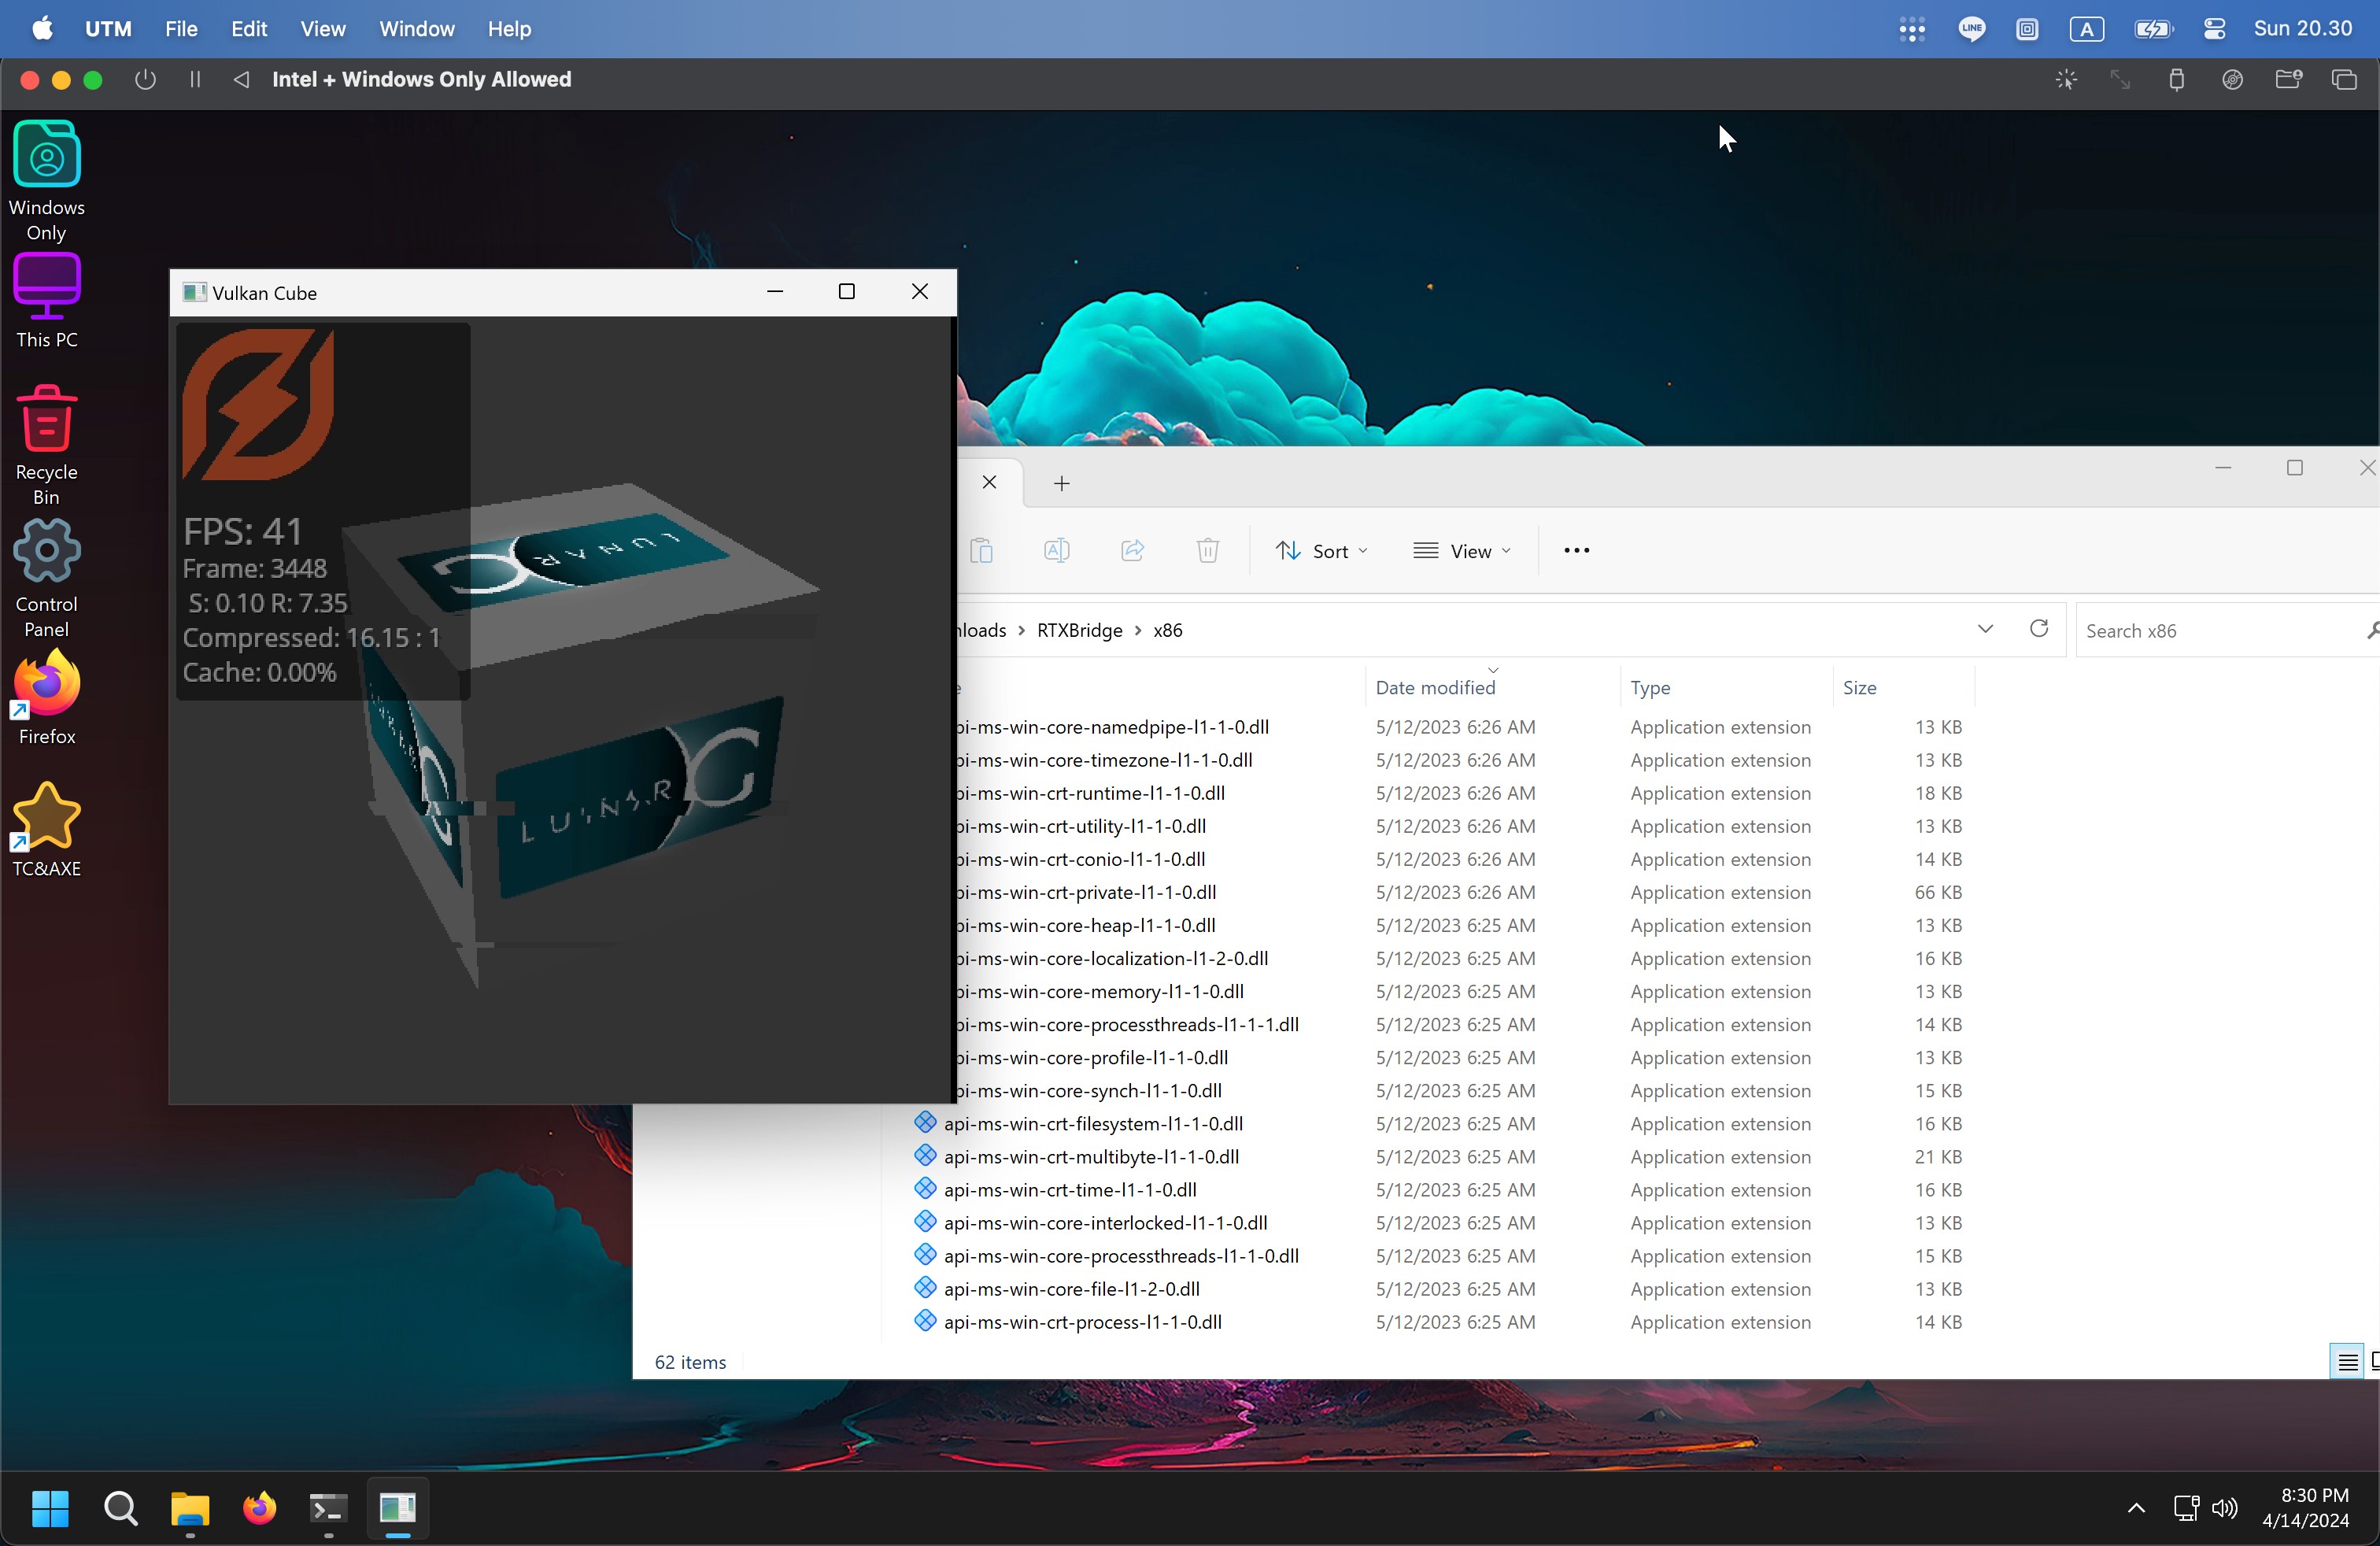 UTM File Edit View Window Help
LINE
A
Sun 20.30
Intel + Windows Only Allowed
Windows
Only
This PC
Recycle
Bin
Control
Panel
Firefox
TC&AXE
Vulkan Cube
FPS: 41
Frame: 3448
S: 0.10 R: 7.35
Compressed: 16.15 : 1
Cache: 0.00%
LUNAR
LUNAR
LUNAR
Sort View
nloads › RTXBridge › x86
Search x86
e Date modified Type Size
pi-ms-win-core-namedpipe-l1-1-0.dll 5/12/2023 6:26 AM Application extension 13 KB
pi-ms-win-core-timezone-l1-1-0.dll 5/12/2023 6:26 AM Application extension 13 KB
pi-ms-win-crt-runtime-l1-1-0.dll 5/12/2023 6:26 AM Application extension 18 KB
pi-ms-win-crt-utility-l1-1-0.dll 5/12/2023 6:26 AM Application extension 13 KB
pi-ms-win-crt-conio-l1-1-0.dll 5/12/2023 6:26 AM Application extension 14 KB
pi-ms-win-crt-private-l1-1-0.dll 5/12/2023 6:26 AM Application extension 66 KB
pi-ms-win-core-heap-l1-1-0.dll 5/12/2023 6:25 AM Application extension 13 KB
pi-ms-win-core-localization-l1-2-0.dll 5/12/2023 6:25 AM Application extension 16 KB
pi-ms-win-core-memory-l1-1-0.dll 5/12/2023 6:25 AM Application extension 13 KB
pi-ms-win-core-processthreads-l1-1-1.dll 5/12/2023 6:25 AM Application extension 14 KB
pi-ms-win-core-profile-l1-1-0.dll 5/12/2023 6:25 AM Application extension 13 KB
pi-ms-win-core-synch-l1-1-0.dll 5/12/2023 6:25 AM Application extension 15 KB
api-ms-win-crt-filesystem-l1-1-0.dll 5/12/2023 6:25 AM Application extension 16 KB
api-ms-win-crt-multibyte-l1-1-0.dll 5/12/2023 6:25 AM Application extension 21 KB
api-ms-win-crt-time-l1-1-0.dll 5/12/2023 6:25 AM Application extension 16 KB
api-ms-win-core-interlocked-l1-1-0.dll 5/12/2023 6:25 AM Application extension 13 KB
api-ms-win-core-processthreads-l1-1-0.dll 5/12/2023 6:25 AM Application extension 15 KB
api-ms-win-core-file-l1-2-0.dll 5/12/2023 6:25 AM Application extension 13 KB
api-ms-win-crt-process-l1-1-0.dll 5/12/2023 6:25 AM Application extension 14 KB
62 items
8:30 PM
4/14/2024